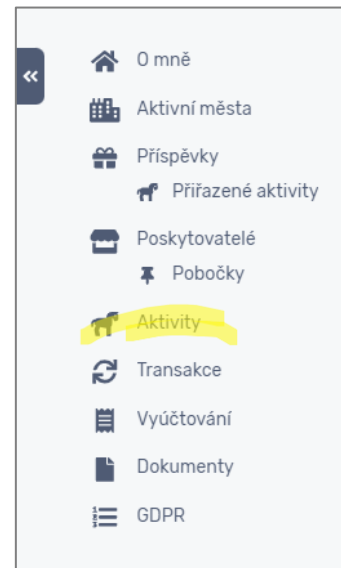 O mně
Aktivní města
Příspěvky
Přiřazené aktivity
Poskytovatelé
Pobočky
Aktivity
Transakce
Vyúčtování
Dokumenty
GDPR